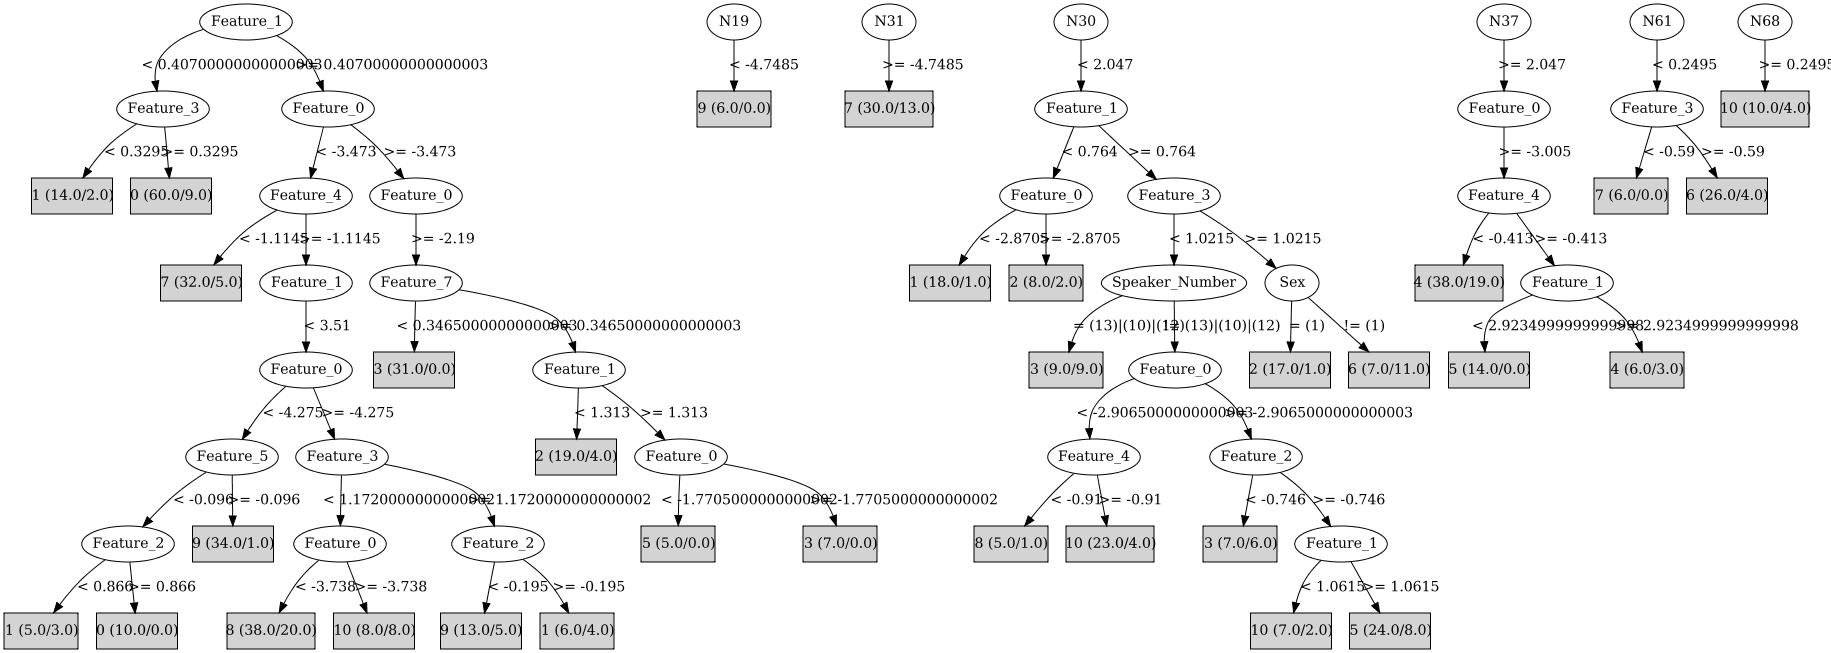 Feature_1 N19 N31 N30 N37 N61 N68
< 0.40700000000000003 >= 0.40700000000000003 < -4.7485 >= -4.7485 < 2.047 >= 2.047 < 0.2495 >= 0.2495
Feature_3 Feature_0 9 (6.0/0.0) 7 (30.0/13.0) Feature_1 Feature_0 Feature_3 10 (10.0/4.0)
< 0.3295 >= 0.3295 < -3.473 >= -3.473 < 0.764 >= 0.764 >= -3.005 < -0.59 >= -0.59
1 (14.0/2.0) 0 (60.0/9.0) Feature_4 Feature_0 Feature_0 Feature_3 Feature_4 7 (6.0/0.0) 6 (26.0/4.0)
< -1.1145 >= -1.1145 >= -2.19 < -2.8705 >= -2.8705 < 1.0215 >= 1.0215 < -0.413 >= -0.413
7 (32.0/5.0) Feature_1 Feature_7 1 (18.0/1.0) 2 (8.0/2.0) Speaker_Number Sex 4 (38.0/19.0) Feature_1
< 3.51 < 0.34650000000000003 >= 0.34650000000000003 = (13)|(10)|(12) != (13)|(10)|(12) = (1) != (1) < 2.9234999999999998 >= 2.9234999999999998
Feature_0 3 (31.0/0.0) Feature_1 3 (9.0/9.0) Feature_0 2 (17.0/1.0) 6 (7.0/11.0) 5 (14.0/0.0) 4 (6.0/3.0)
< -4.275 >= -4.275 < 1.313 >= 1.313 < -2.9065000000000003 >= -2.9065000000000003
Feature_5 Feature_3 2 (19.0/4.0) Feature_0 Feature_4 Feature_2
< -0.096 >= -0.096 < 1.1720000000000002 >= 1.1720000000000002 < -1.7705000000000002 >= -1.7705000000000002 < -0.91 >= -0.91 < -0.746 >= -0.746
Feature_2 9 (34.0/1.0) Feature_0 Feature_2 5 (5.0/0.0) 3 (7.0/0.0) 8 (5.0/1.0) 10 (23.0/4.0) 3 (7.0/6.0) Feature_1
< 0.866 >= 0.866 < -3.738 >= -3.738 < -0.195 >= -0.195 < 1.0615 >= 1.0615
1 (5.0/3.0) 0 (10.0/0.0) 8 (38.0/20.0) 10 (8.0/8.0) 9 (13.0/5.0) 1 (6.0/4.0) 10 (7.0/2.0) 5 (24.0/8.0)